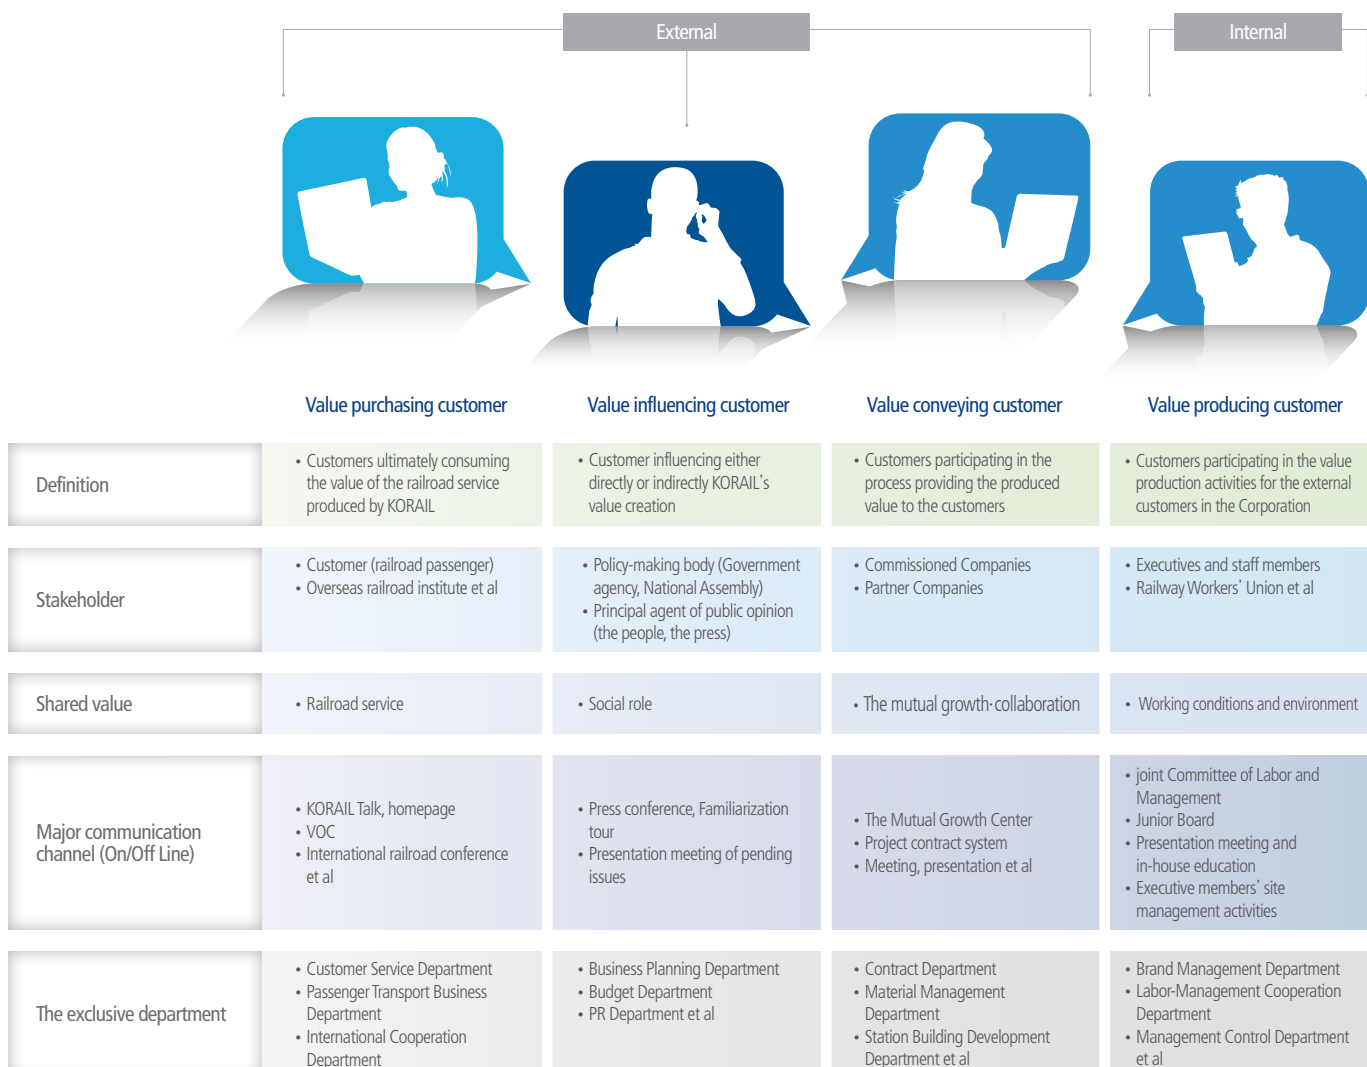 External
Internal
Value purchasing customer
Value influencing customer
Value conveying customer
Value producing customer
Definition
• Customers ultimately consuming
the value of the railroad service
produced by KORAIL
• Customer influencing either
directly or indirectly KORAIL's
value creation
• Customers participating in the
process providing the produced
value to the customers
• Customers participating in the value
production activities for the external
customers in the Corporation
Stakeholder
• Customer (railroad passenger)
• Overseas railroad institute et al
• Policy-making body (Government
agency, National Assembly)
• Principal agent of public opinion
(the people, the press)
• Commissioned Companies
• Partner Companies
• Executives and staff members
• Railway Workers' Union et al
Shared value
• Railroad service
• Social role
• The mutual growth·collaboration
• Working conditions and environment
Major communication
channel (On/Off Line)
• KORAIL Talk, homepage
• VOC
• International railroad conference
et al
• Press conference, Familiarization
tour
• Presentation meeting of pending
issues
• The Mutual Growth Center
• Project contract system
• Meeting, presentation et al
• joint Committee of Labor and
Management
• Junior Board
• Presentation meeting and
in-house education
• Executive members' site
management activities
The exclusive department
• Customer Service Department
• Passenger Transport Business
Department
• International Cooperation
Department
• Business Planning Department
• Budget Department
• PR Department et al
• Contract Department
• Material Management
Department
• Station Building Development
Department et al
• Brand Management Department
• Labor-Management Cooperation
Department
• Management Control Department
et al